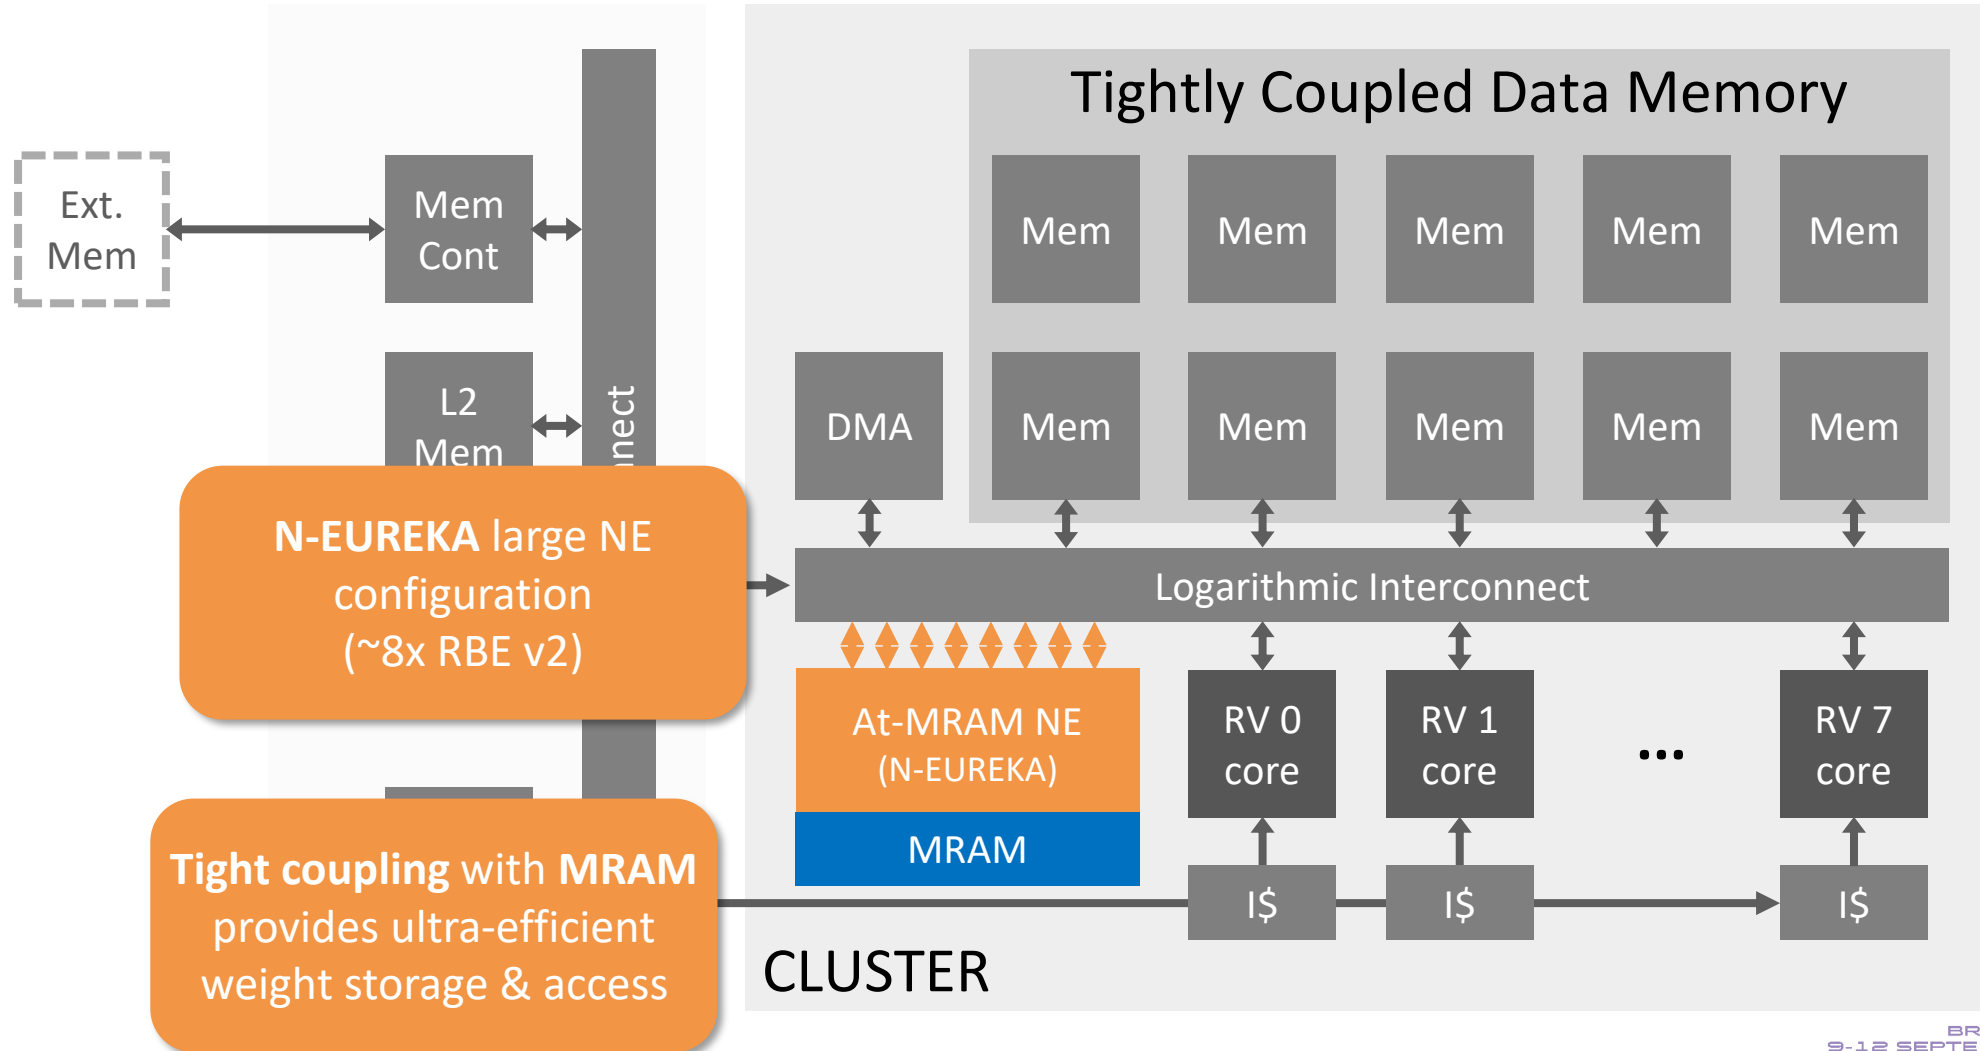 Tightly Coupled Data Memory
Ext.
Mem
Mem
Cont
Mem
Mem
Mem
Mem
Mem
L2
Mem
DMA
Mem
Mem
Mem
Mem
Mem
N-EUREKA large NE
configuration
(~8x RBE v2)
Logarithmic Interconnect
At-MRAM NE
(N-EUREKA)
MRAM
RV 0
core
RV 1
core
...
RV 7
core
Tight coupling with MRAM
provides ultra-efficient
weight storage & access
I$
I$
I$
CLUSTER
9-12